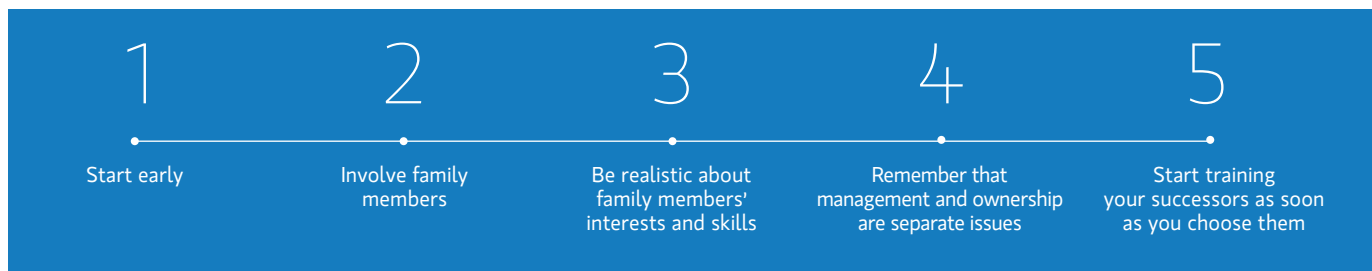 1
Start early
2
Involve family
members
3
Be realistic about
family members'
interests and skills
4
Remember that
management and ownership
are separate issues
5
Start training
your successors as soon
as you choose them